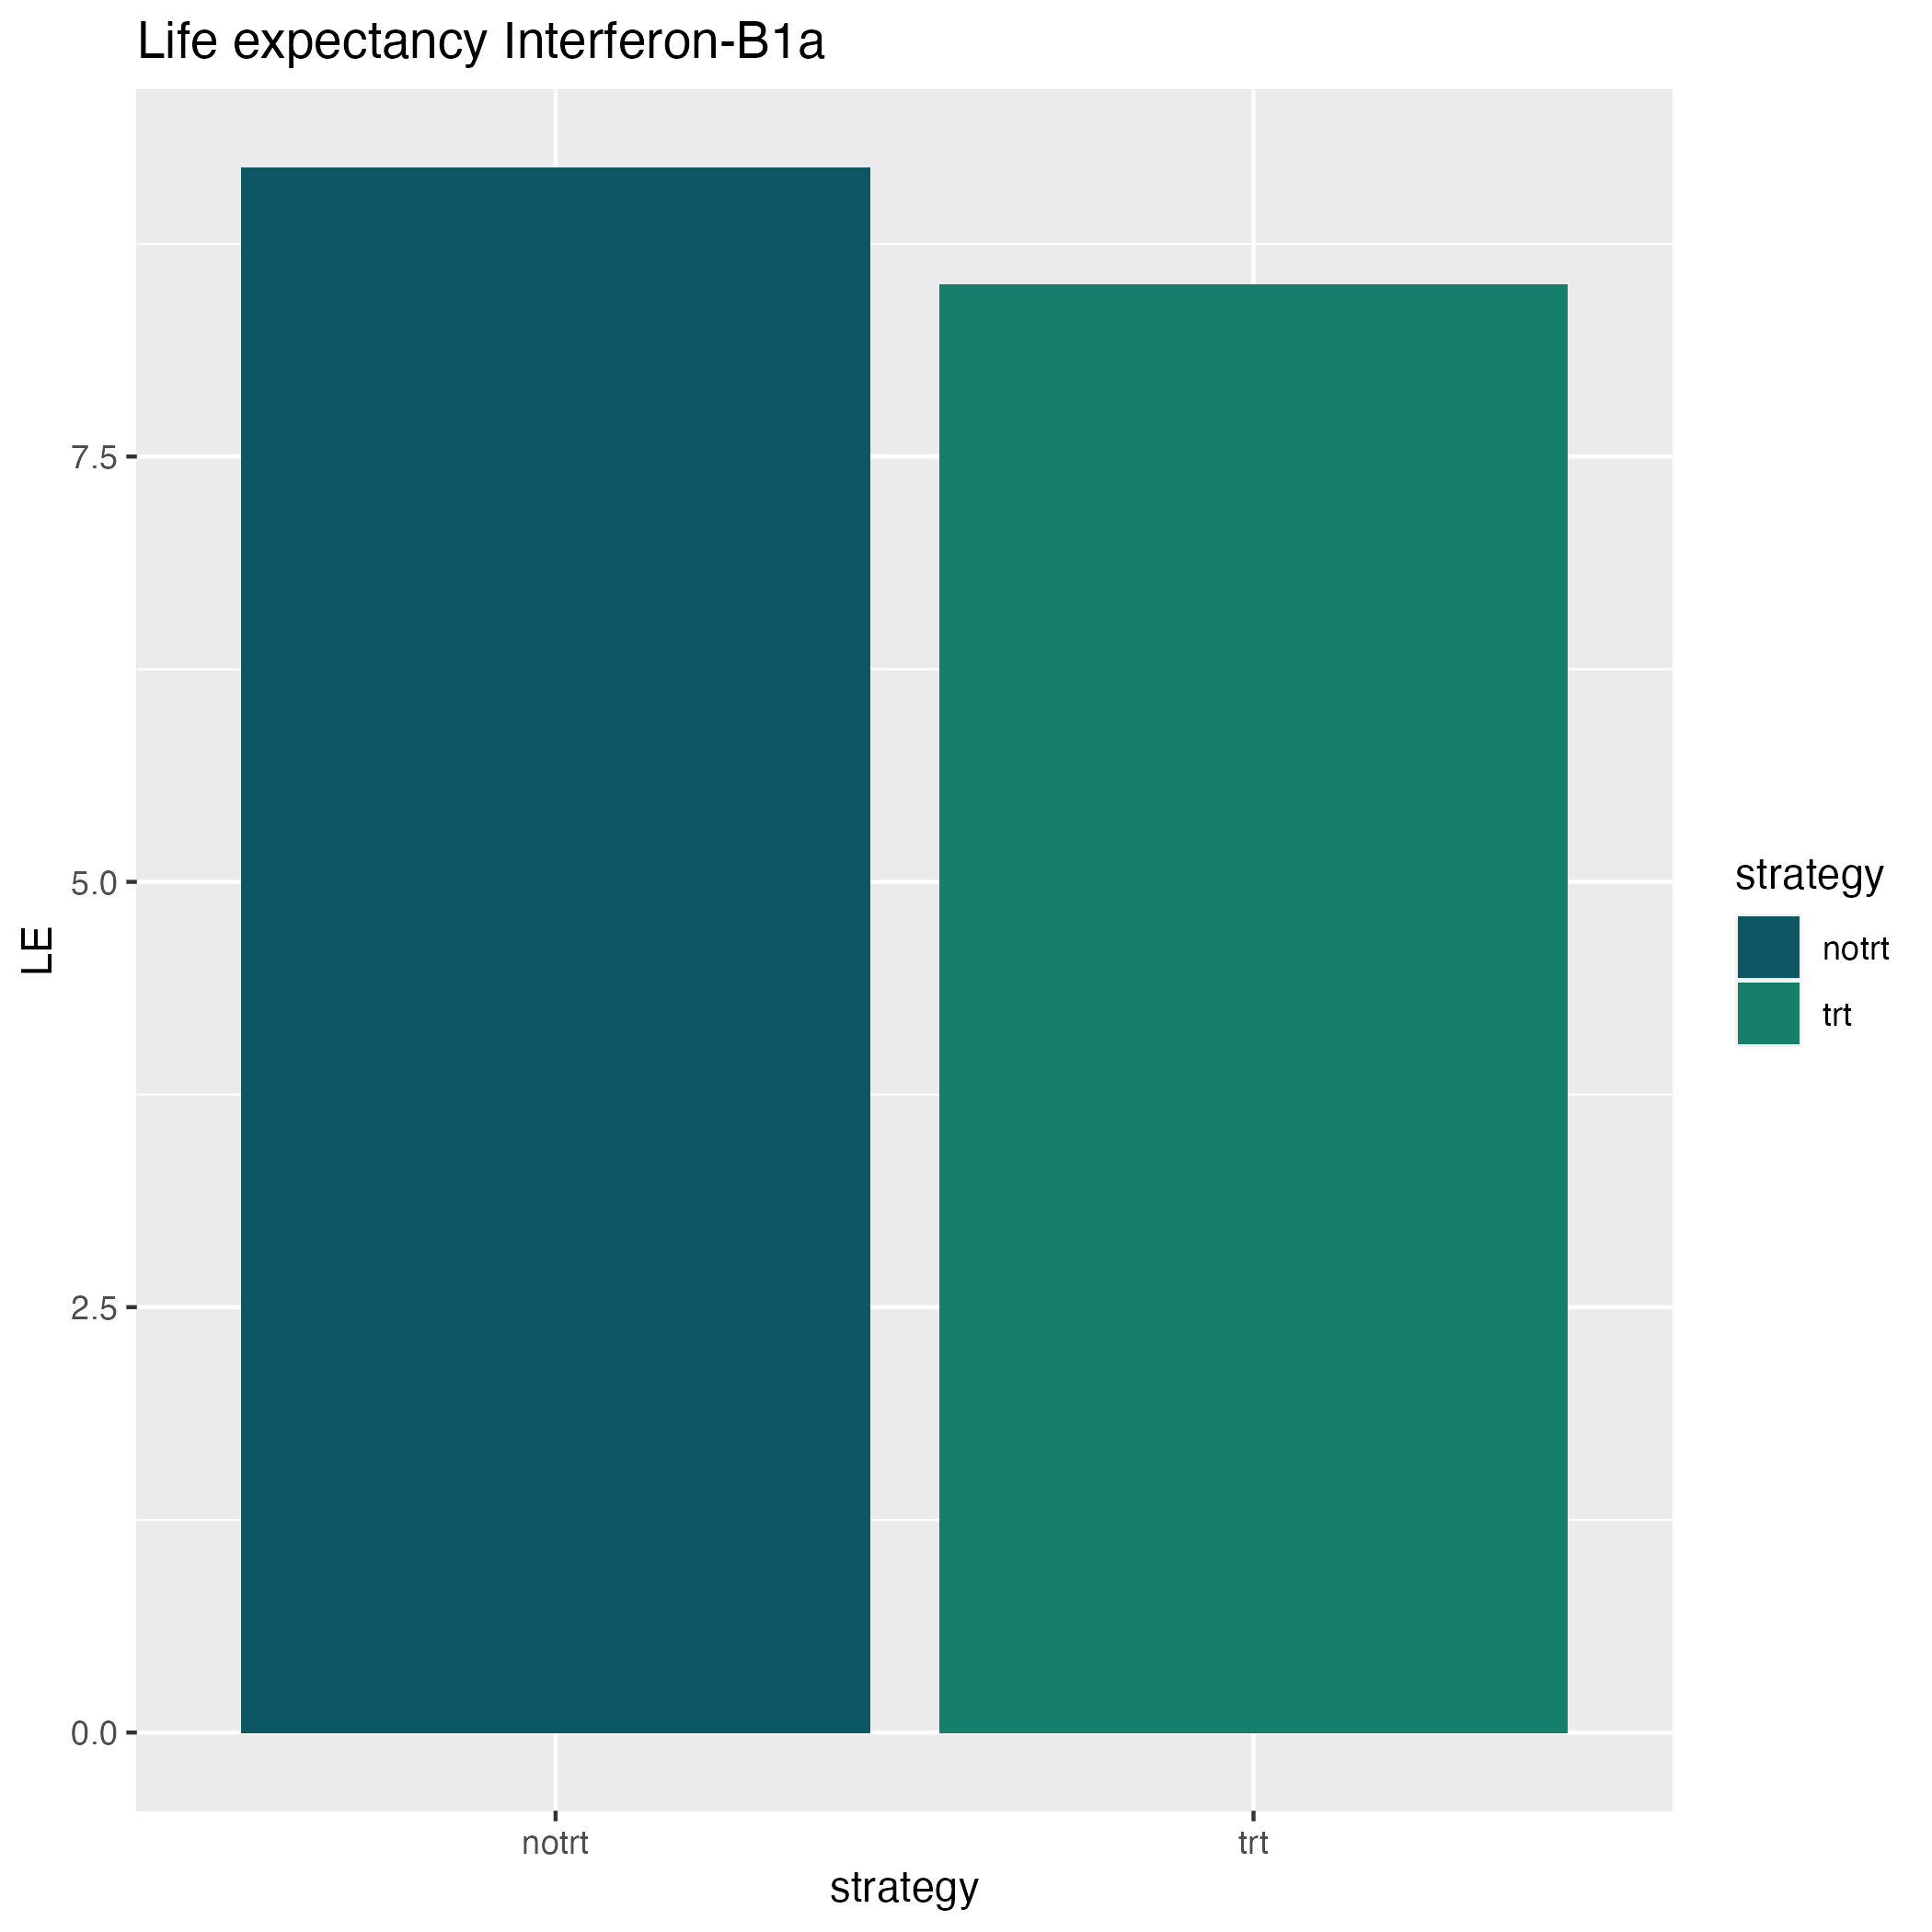 Life expectancy Interferon-B1a
LE
7.5
5.0
2.5
0.0
notrt
trt
strategy
strategy
notrt
trt